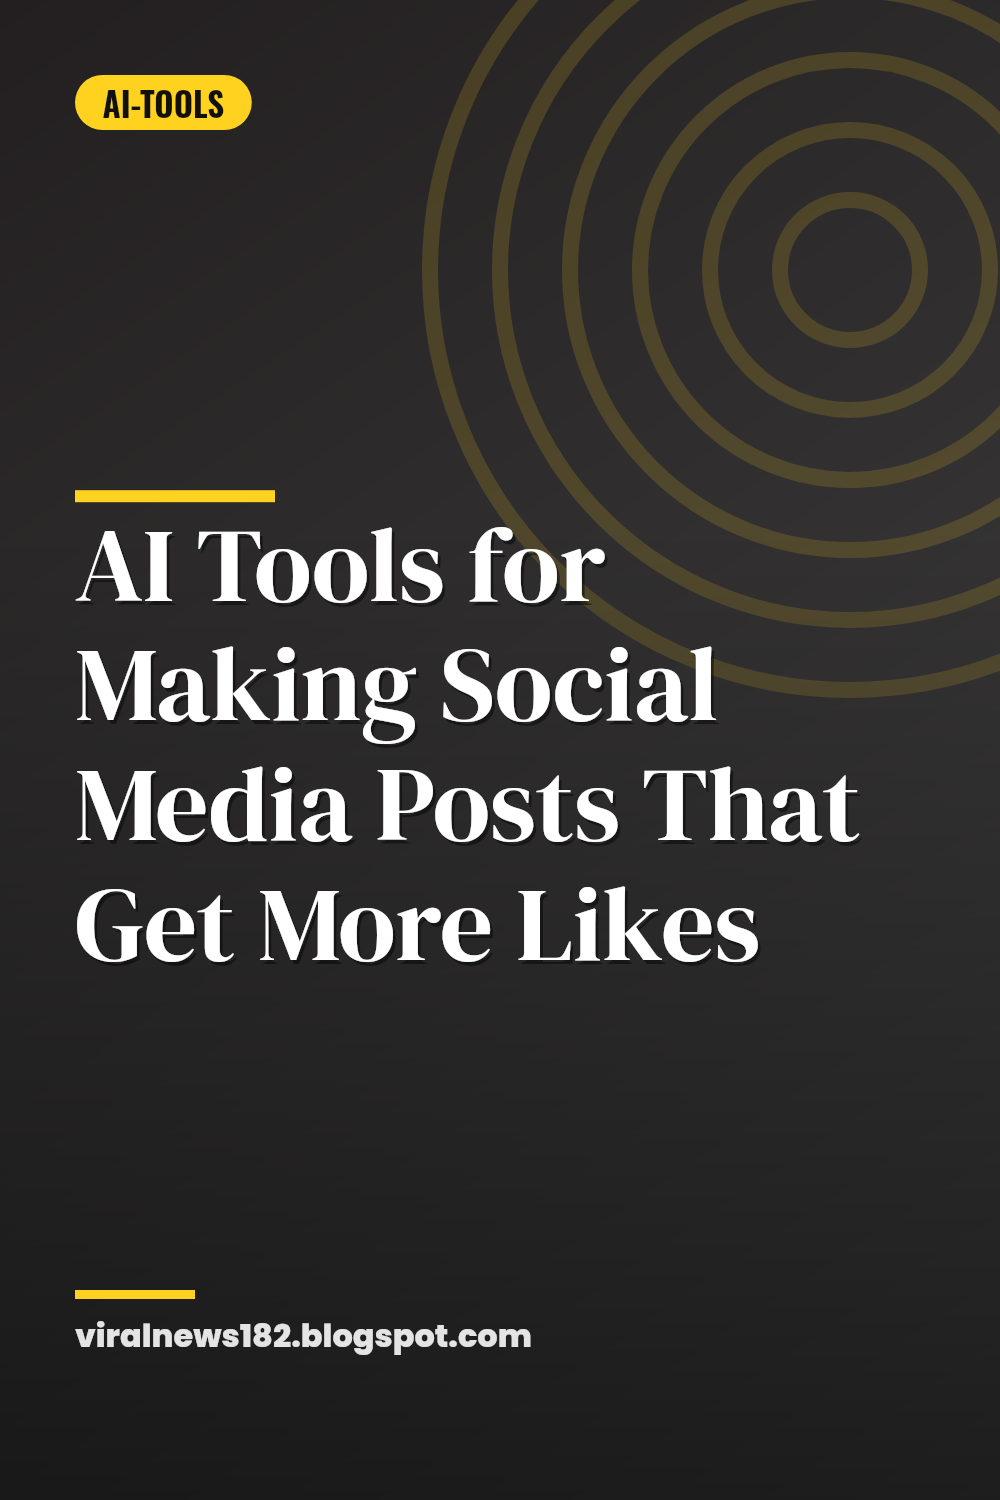 AI-TOOLS
AI Tools for
Making Social
Media Posts That
Get More Likes
viralnews182.blogspot.com